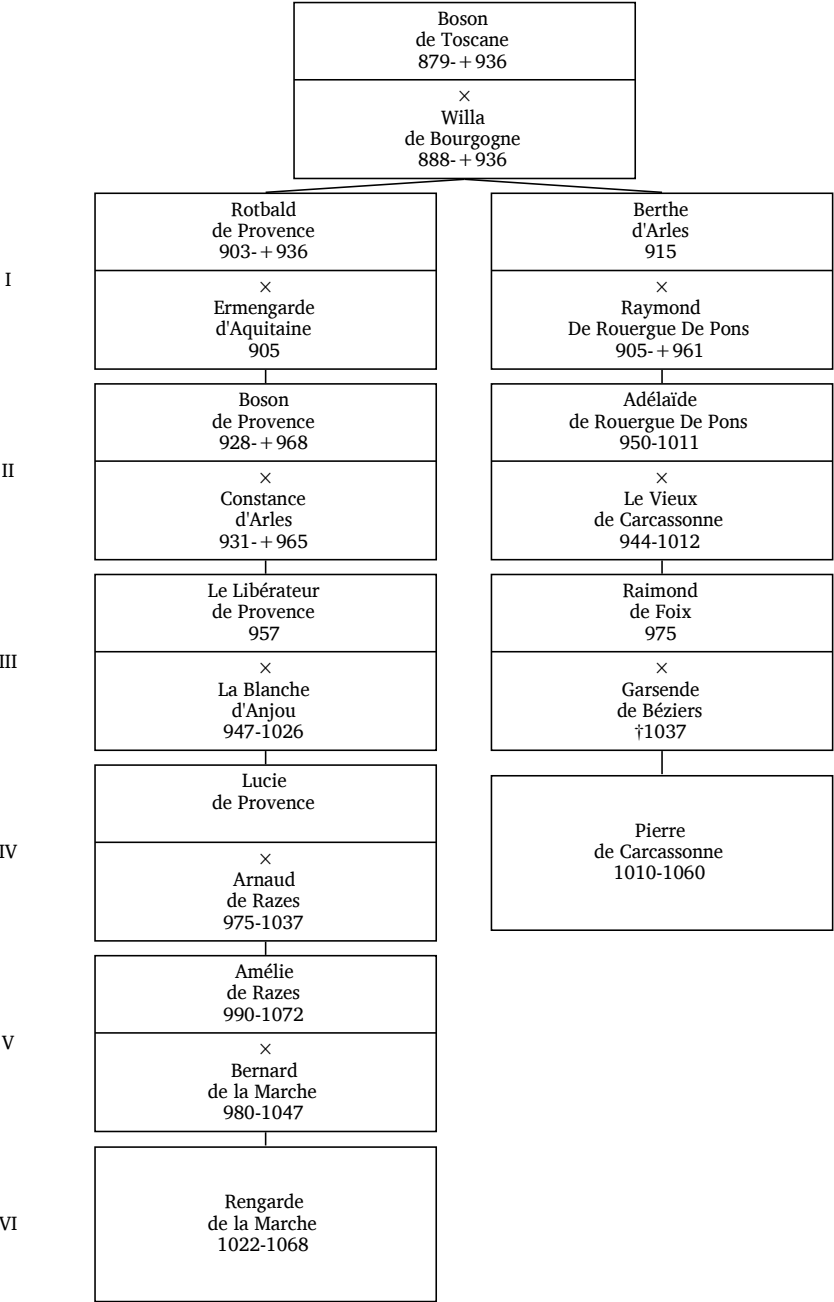 Boson
de Toscane
879-+936
×
Willa
de Bourgogne
888-+936
I
Rotbald
de Provence
903-+936
×
Ermengarde
d'Aquitaine
905
Berthe
d'Arles
915
×
Raymond
De Rouergue De Pons
905-+961
II
Boson
de Provence
928-+968
×
Constance
d'Arles
931-+965
Adélaïde
de Rouergue De Pons
950-1011
×
Le Vieux
de Carcassonne
944-1012
III
Le Libérateur
de Provence
957
×
La Blanche
d'Anjou
947-1026
Raimond
de Foix
975
×
Garsende
de Béziers
†1037
IV
Lucie
de Provence
×
Arnaud
de Razes
975-1037
Pierre
de Carcassonne
1010-1060
V
Amélie
de Razes
990-1072
×
Bernard
de la Marche
980-1047
VI
Rengarde
de la Marche
1022-1068